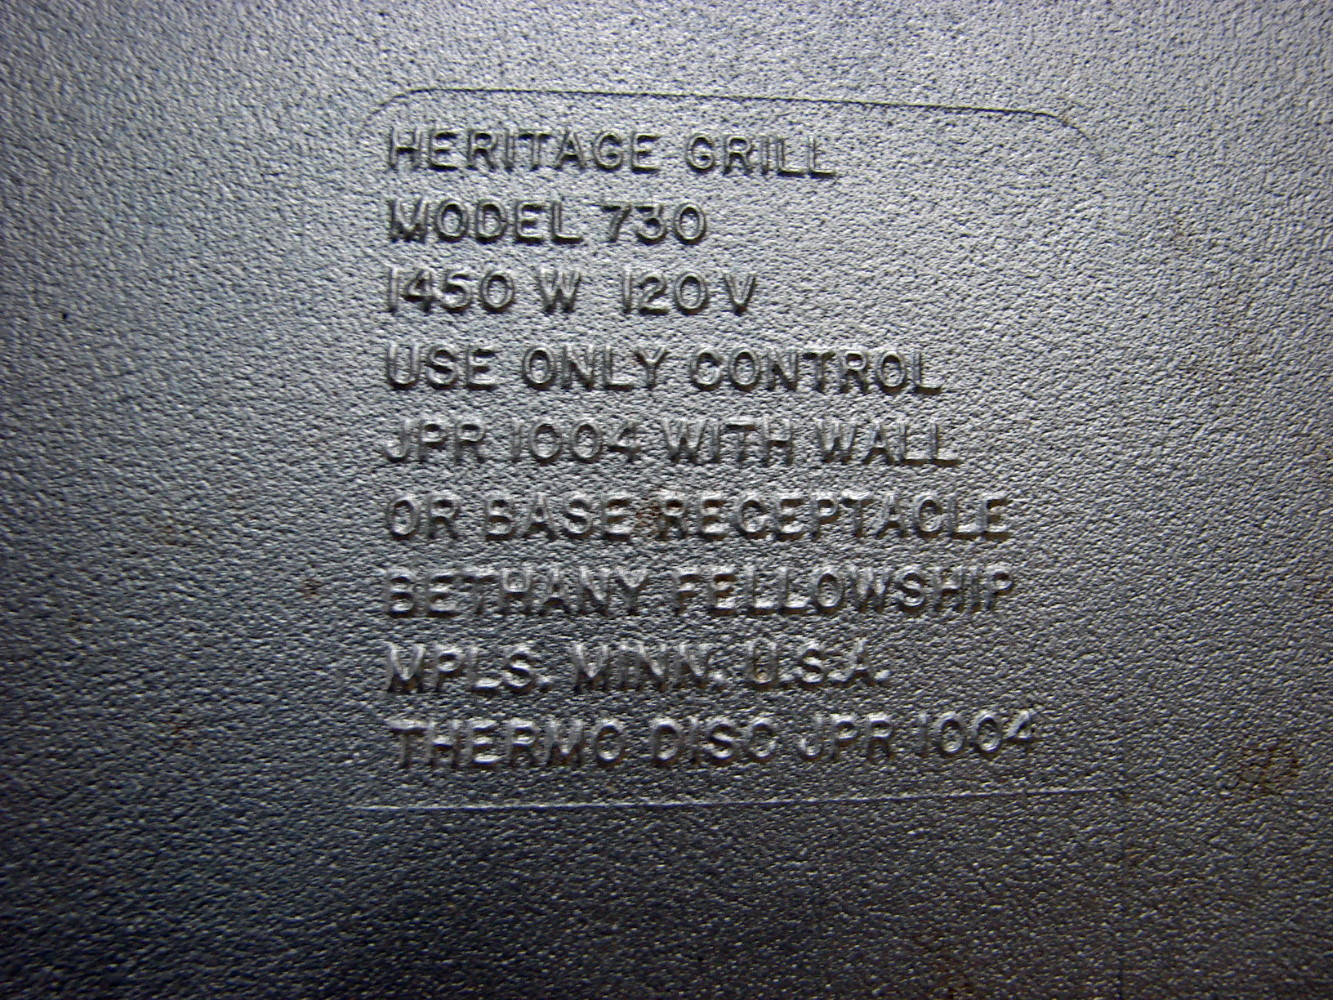 HERITAGE GRILL
MODEL 730
1450 W 120 V
USE ONLY CONTROL
JPR 1004 WITH WALL
OR BASE RECEPTACLE
BETHANY FELLOWSHIP
MPLS. MINN. U.S.A.
THERMO DISC JPR 1004